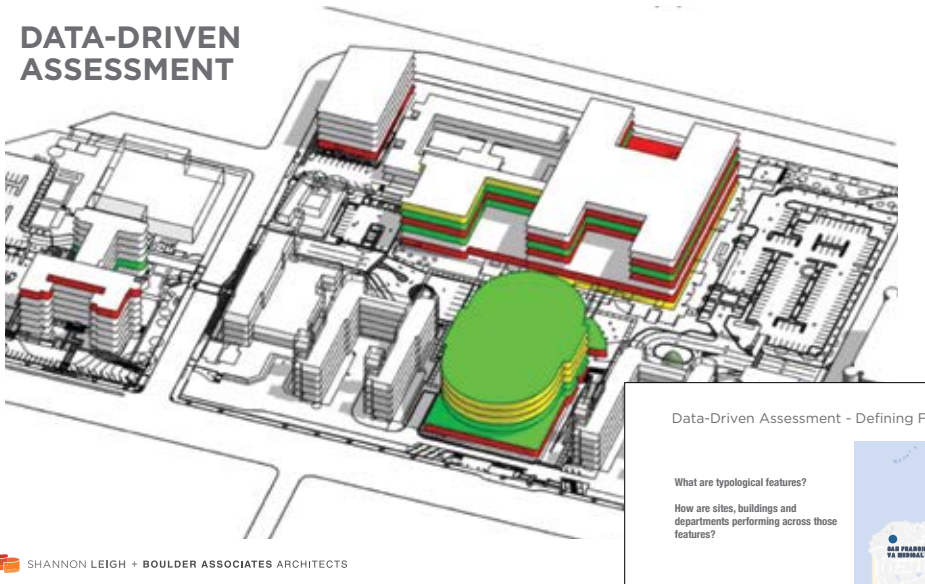 DATA-DRIVEN
ASSESSMENT
Data-Driven Assessment - Defining F
What are typological features?
How are sites, buildings and
departments performing across those
features?
SAN FRANCIS
VA MEDICAL
SHANNON LEIGH + BOULDER ASSOCIATES ARCHITECTS